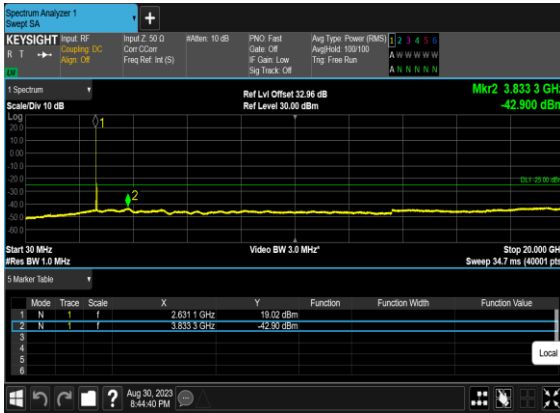 Spectrum Analyzer 1
Swept SA
+
KEYSIGHT Input: RF Input Z: 50 Ω #Atten: 10 dB PNO: Fast Avg Type: Power (RMS) 1 2 3 4 5 6
R T Coupling: DC Corr CCorr Gate: Off Avg|Hold: 100/100 A W W W W W
Align: Off Freq Ref: Int (S) IF Gain: Low Trig: Free Run
Sig Track: Off A N N N N N
1 Spectrum Ref Lvl Offset 32.96 dB Mkr2 3.833 3 GHz
Scale/Div 10 dB Ref Level 30.00 dBm -42.900 dBm
Log
20.0
10.0
0.00
-10.0
-20.0
-30.0
-40.0
-50.0
-60.0
1
2
DL1 -25.00 dBm
Start 30 MHz Video BW 3.0 MHz* Stop 20.000 GHz
#Res BW 1.0 MHz Sweep 34.7 ms (40001 pts)
5 Marker Table
Mode Trace Scale X Y Function Function Width Function Value
1 N 1 f 2.631 1 GHz 19.02 dBm
2 N 1 f 3.833 3 GHz -42.90 dBm
3
4
5
6
Local
? Aug 30, 2023
8:44:40 PM